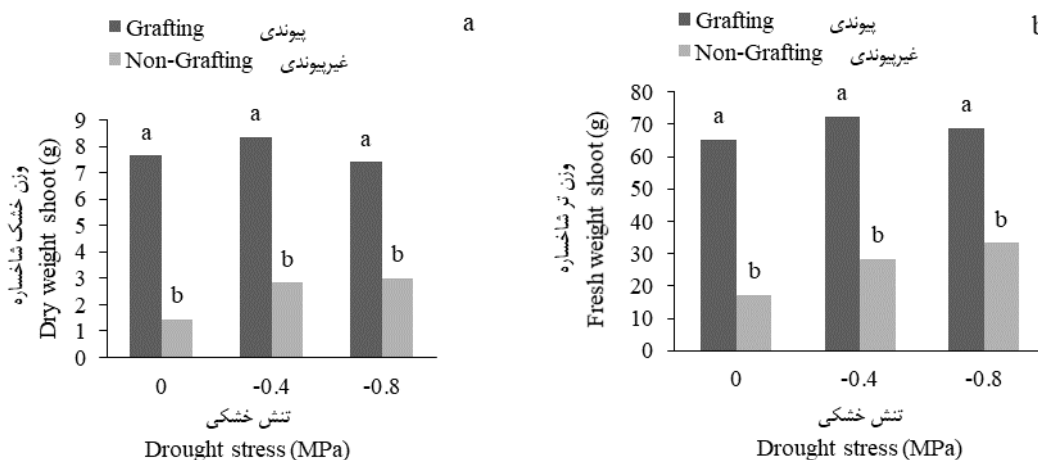 Grafting پیوندی
Non-Grafting غیرپیوندی
a
وزن خشک شاخساره
Dry weight shoot (g)
9
8
7
6
5
4
3
2
1
0
a
b
a
b
a
b
0 -0.4 -0.8
تنش خشکی
Drought stress (MPa)
Grafting پیوندی
Non-Grafting غیرپیوندی
b
وزن تر شاخساره
Fresh weight shoot (g)
80
70
60
50
40
30
20
10
0
a
b
a
b
a
b
0 -0.4 -0.8
تنش خشکی
Drought stress (MPa)